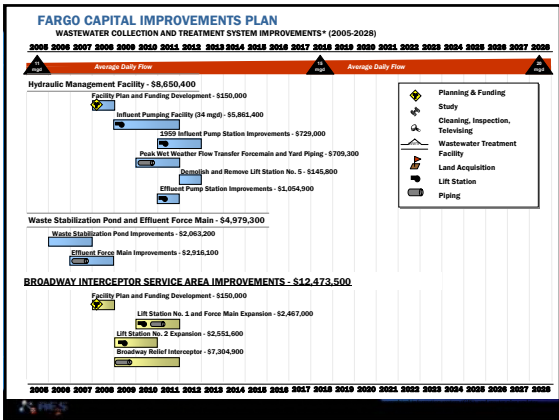 FARGO CAPITAL IMPROVEMENTS PLAN
WASTEWATER COLLECTION AND TREATMENT SYSTEM IMPROVEMENTS* (2005-2028)
2005 2006 2007 2008 2009 2010 2011 2012 2013 2014 2015 2016 2017 2018 2019 2020 2021 2022 2023 2024 2025 2026 2027 2028
11 mgd
Average Daily Flow
mgd
Average Daily Flow
mgd
Hydraulic Management Facility - $8,650,400
Facility Plan and Funding Development - $150,000
Influent Pumping Facility (34 mgd) - $5,861,400
1959 Influent Pump Station Improvements - $729,000
Peak Wet Weather Flow Transfer Forcemain and Yard Piping - $709,300
Demolish and Remove Lift Station No. 5 - $145,800
Effluent Pump Station Improvements - $1,054,900
Planning & Funding
Study
Cleaning, Inspection, Televising
Wastewater Treatment Facility
Land Acquisition
Lift Station
Piping
Waste Stabilization Pond and Effluent Force Main - $4,979,300
Waste Stabilization Pond Improvements - $2,063,200
Effluent Force Main Improvements - $2,916,100
BROADWAY INTERCEPTOR SERVICE AREA IMPROVEMENTS - $12,473,500
Facility Plan and Funding Development - $150,000
Lift Station No. 1 and Force Main Expansion - $2,467,000
Lift Station No. 2 Expansion - $2,551,600
Broadway Relief Interceptor - $7,304,900
2005 2006 2007 2008 2009 2010 2011 2012 2013 2014 2015 2016 2017 2018 2019 2020 2021 2022 2023 2024 2025 2026 2027 2028
AE2S